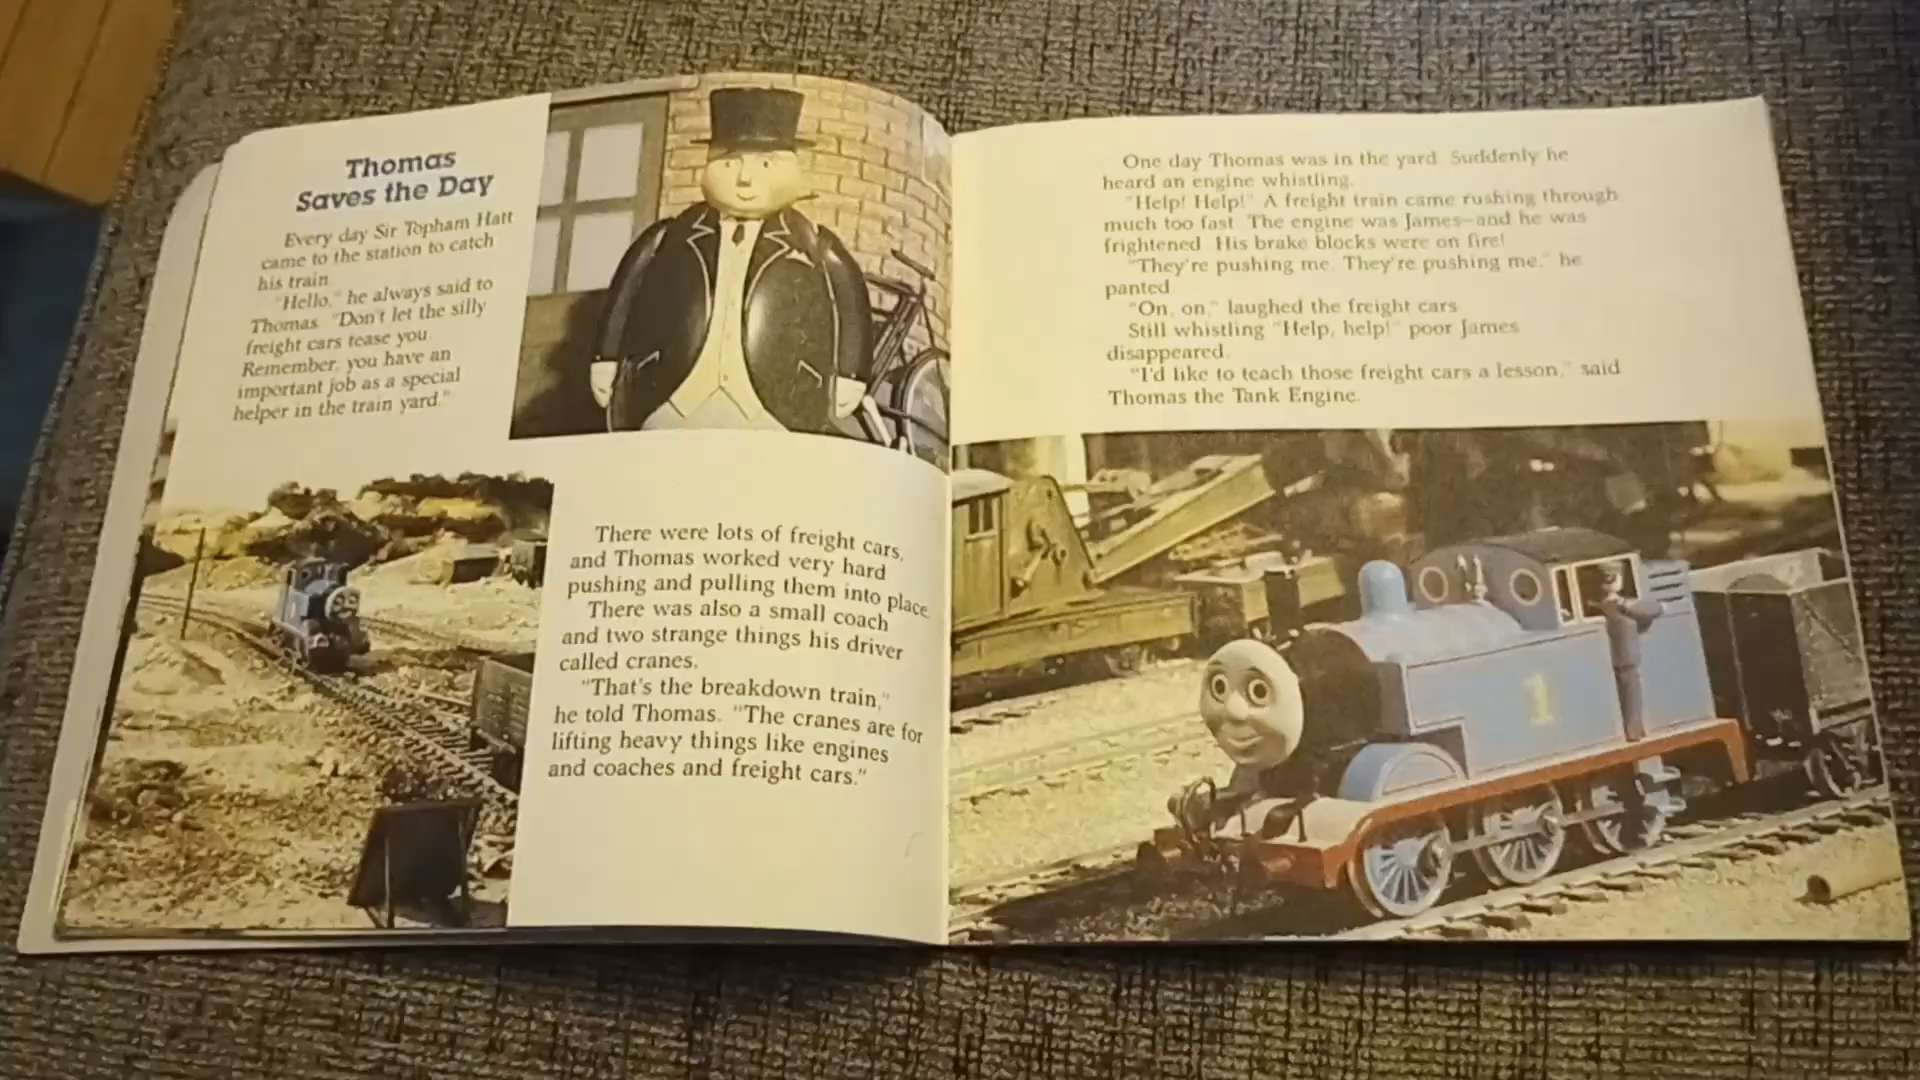 Thomas
Saves the Day
Every day Sir Topham Hatt
came to the station to catch
his train.
"Hello," he always said to
Thomas. "Don't let the silly
freight cars tease you.
Remember, you have an
important job as a special
helper in the train yard."
There were lots of freight cars,
and Thomas worked very hard
pushing and pulling them into place.
There was also a small coach
and two strange things his driver
called cranes.
"That's the breakdown train,"
he told Thomas. "The cranes are for
lifting heavy things like engines
and coaches and freight cars."
One day Thomas was in the yard. Suddenly he
heard an engine whistling.
"Help! Help!" A freight train came rushing through
much too fast. The engine was James—and he was
frightened. His brake blocks were on fire!
"They're pushing me. They're pushing me," he
panted.
"On, on," laughed the freight cars.
Still whistling "Help, help!" poor James
disappeared.
"I'd like to teach those freight cars a lesson," said
Thomas the Tank Engine.
1